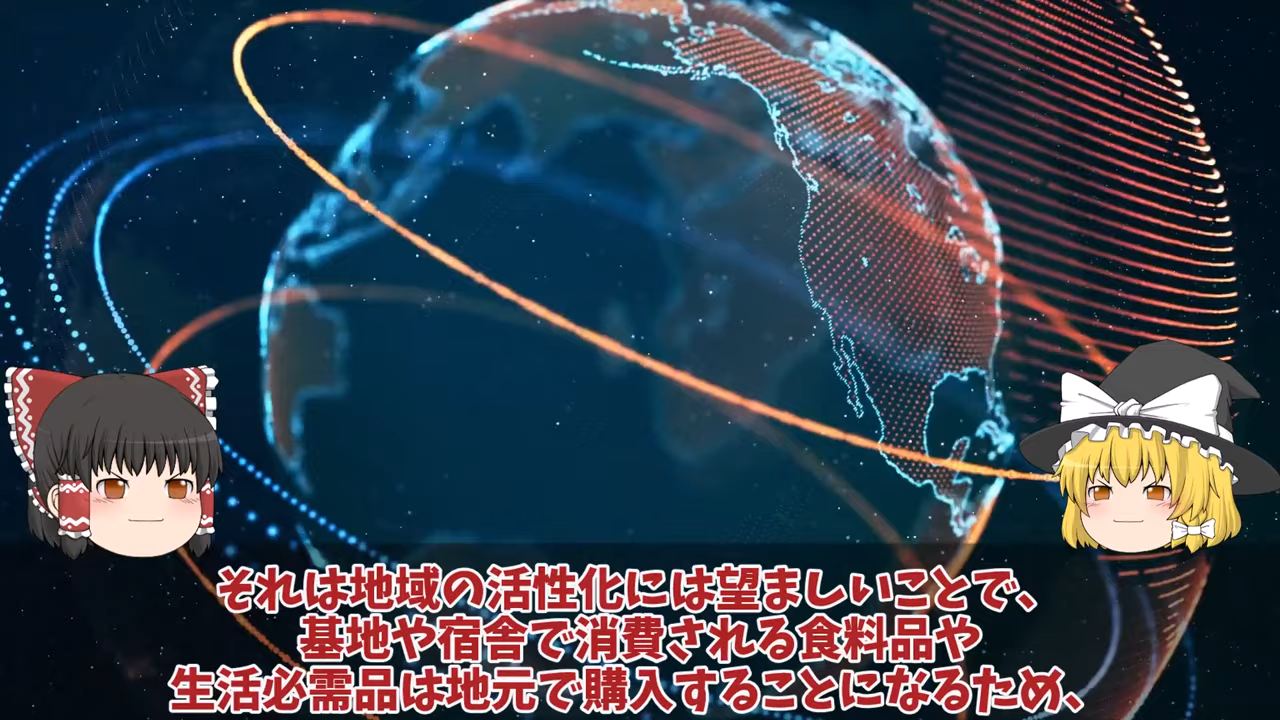 それは地域の活性化には望ましいことで、
基地や宿舎で消費される食料品や
生活必需品は地元で購入することになるため、